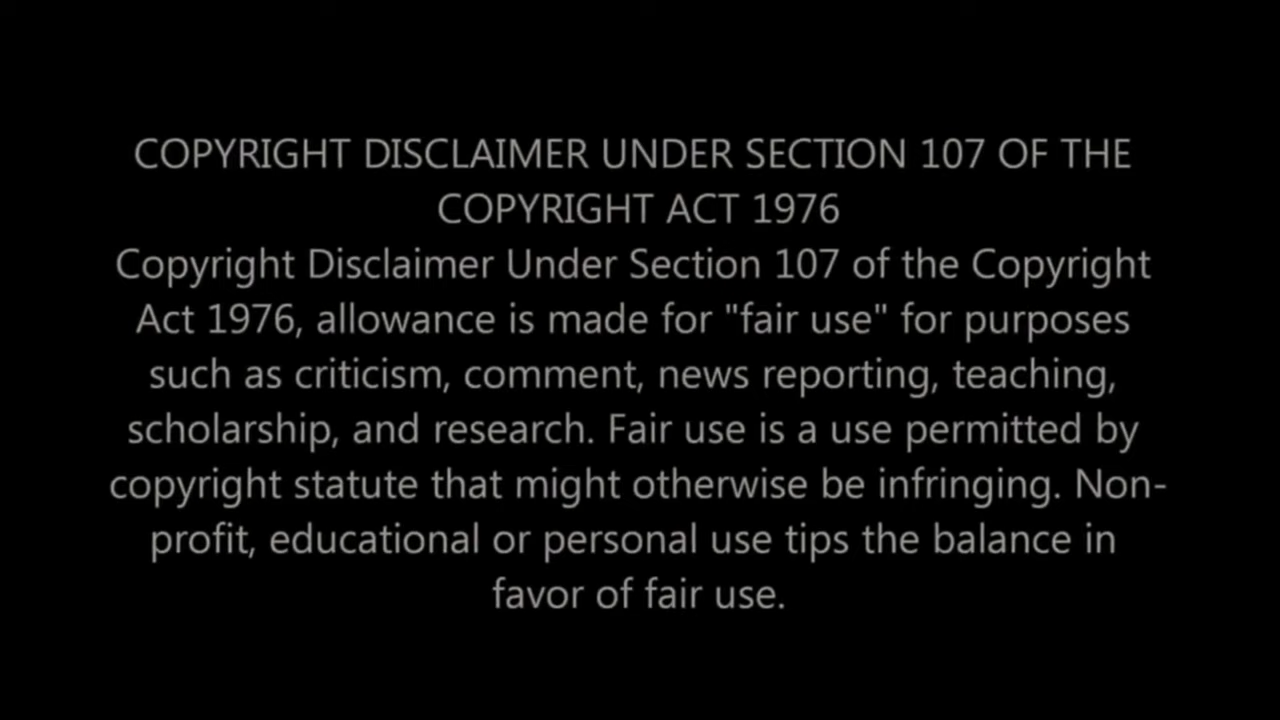 COPYRIGHT DISCLAIMER UNDER SECTION 107 OF THE
COPYRIGHT ACT 1976
Copyright Disclaimer Under Section 107 of the Copyright
Act 1976, allowance is made for "fair use" for purposes
such as criticism, comment, news reporting, teaching,
scholarship, and research. Fair use is a use permitted by
copyright statute that might otherwise be infringing. Non-
profit, educational or personal use tips the balance in
favor of fair use.